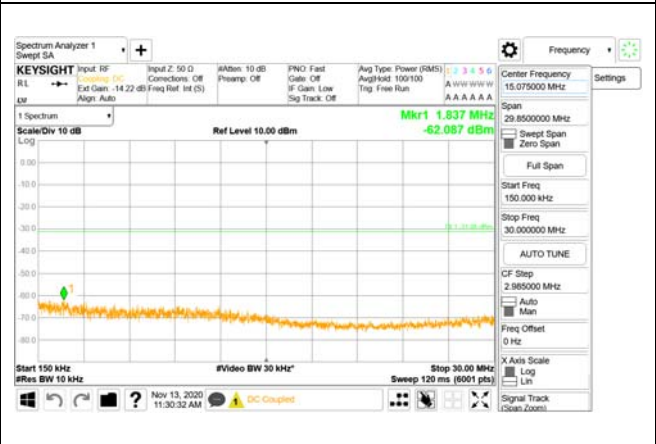 Spectrum Analyzer 1
Swept SA
+
Frequency
KEYSIGHT
RL
Input: RF
Coupling: DC
Ext Gain: -14.22 dB
Align: Auto
Input Z: 50 Ω
Corrections: Off
Freq Ref: Int (S)
#Atten: 10 dB
Preamp: Off
PNO: Fast
Gate: Off
IF Gain: Low
Sig Track: Off
Avg Type: Power (RMS)
Avg|Hold: 100/100
Trig: Free Run
1 2 3 4 5 6
A W W W W W
A A A A A A
Center Frequency
15.075000 MHz
Settings
1 Spectrum
Mkr1 1.837 MHz
Scale/Div 10 dB
Ref Level 10.00 dBm
-62.087 dBm
Span
29.8500000 MHz
Swept Span
Zero Span
Full Span
Start Freq
150.000 kHz
Stop Freq
30.000000 MHz
AUTO TUNE
CF Step
2.985000 MHz
Auto
Man
Freq Offset
0 Hz
X Axis Scale
Log
Lin
Signal Track
(Span Zoom)
Log
0.00
-10.0
-20.0
-30.0
-40.0
-50.0
-60.0
-70.0
-80.0
1
Start 150 kHz
#Video BW 30 kHz*
Stop 30.00 MHz
#Res BW 10 kHz
Sweep 120 ms (6001 pts)
?
Nov 13, 2020
11:30:32 AM
1
DC Coupled